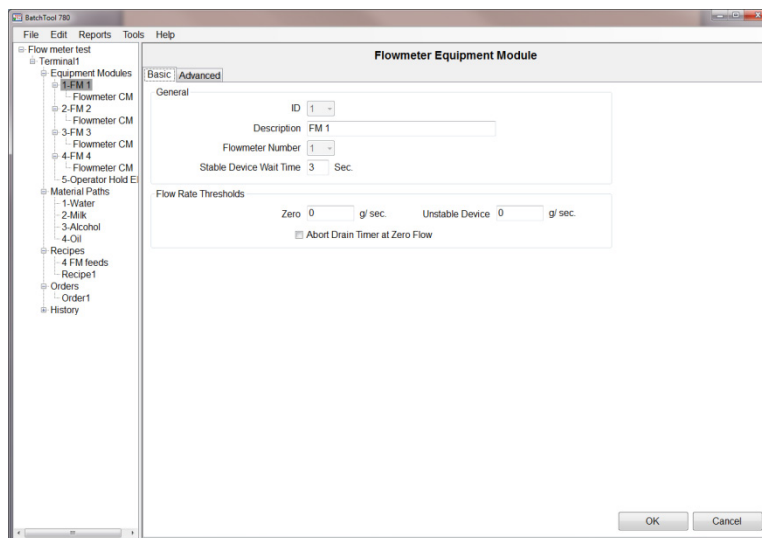 BatchTool 780
File Edit Reports Tools Help
Flow meter test
Terminal1
Equipment Modules
1-FM 1
Flowmeter CM
2-FM 2
Flowmeter CM
3-FM 3
Flowmeter CM
4-FM 4
Flowmeter CM
5-Operator Hold El
Material Paths
1-Water
2-Milk
3-Alcohol
4-Oil
Recipes
4 FM feeds
Recipe1
Orders
Order1
History
Flowmeter Equipment Module
Basic Advanced
General
ID 1
Description FM 1
Flowmeter Number 1
Stable Device Wait Time 3 Sec.
Flow Rate Thresholds
Zero 0 g/ sec. Unstable Device 0 g/ sec.
Abort Drain Timer at Zero Flow
OK Cancel